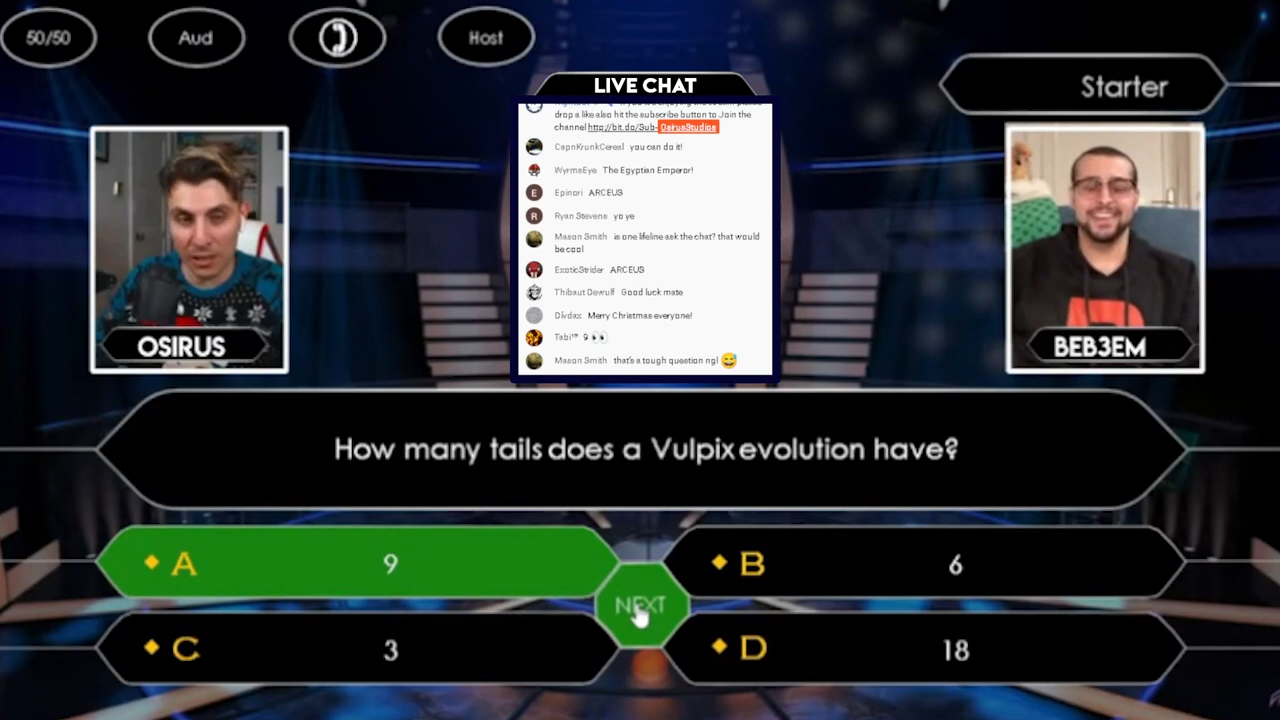 50/50
Aud
Host
LIVE CHAT
Starter
drop a like also hit the subscribe button to Join the
channel http://bit.do/Sub-OsirusStudios
CapnKrunkCereal you can do it!
WyrmsEye The Egyptian Emperor!
E Epinori ARCEUS
R Ryan Stevens ya ye
Mason Smith is one lifeline ask the chat? that would
be cool
ExoticStrider ARCEUS
Thibaut Dewulf Good luck mate
Divdax Merry Christmas everyone!
Tabi 9 👀
Mason Smith that's a tough question ngl 😅
OSIRUS
BEB3EM
How many tails does a Vulpix evolution have?
A 9
B 6
NEXT
C 3
D 18